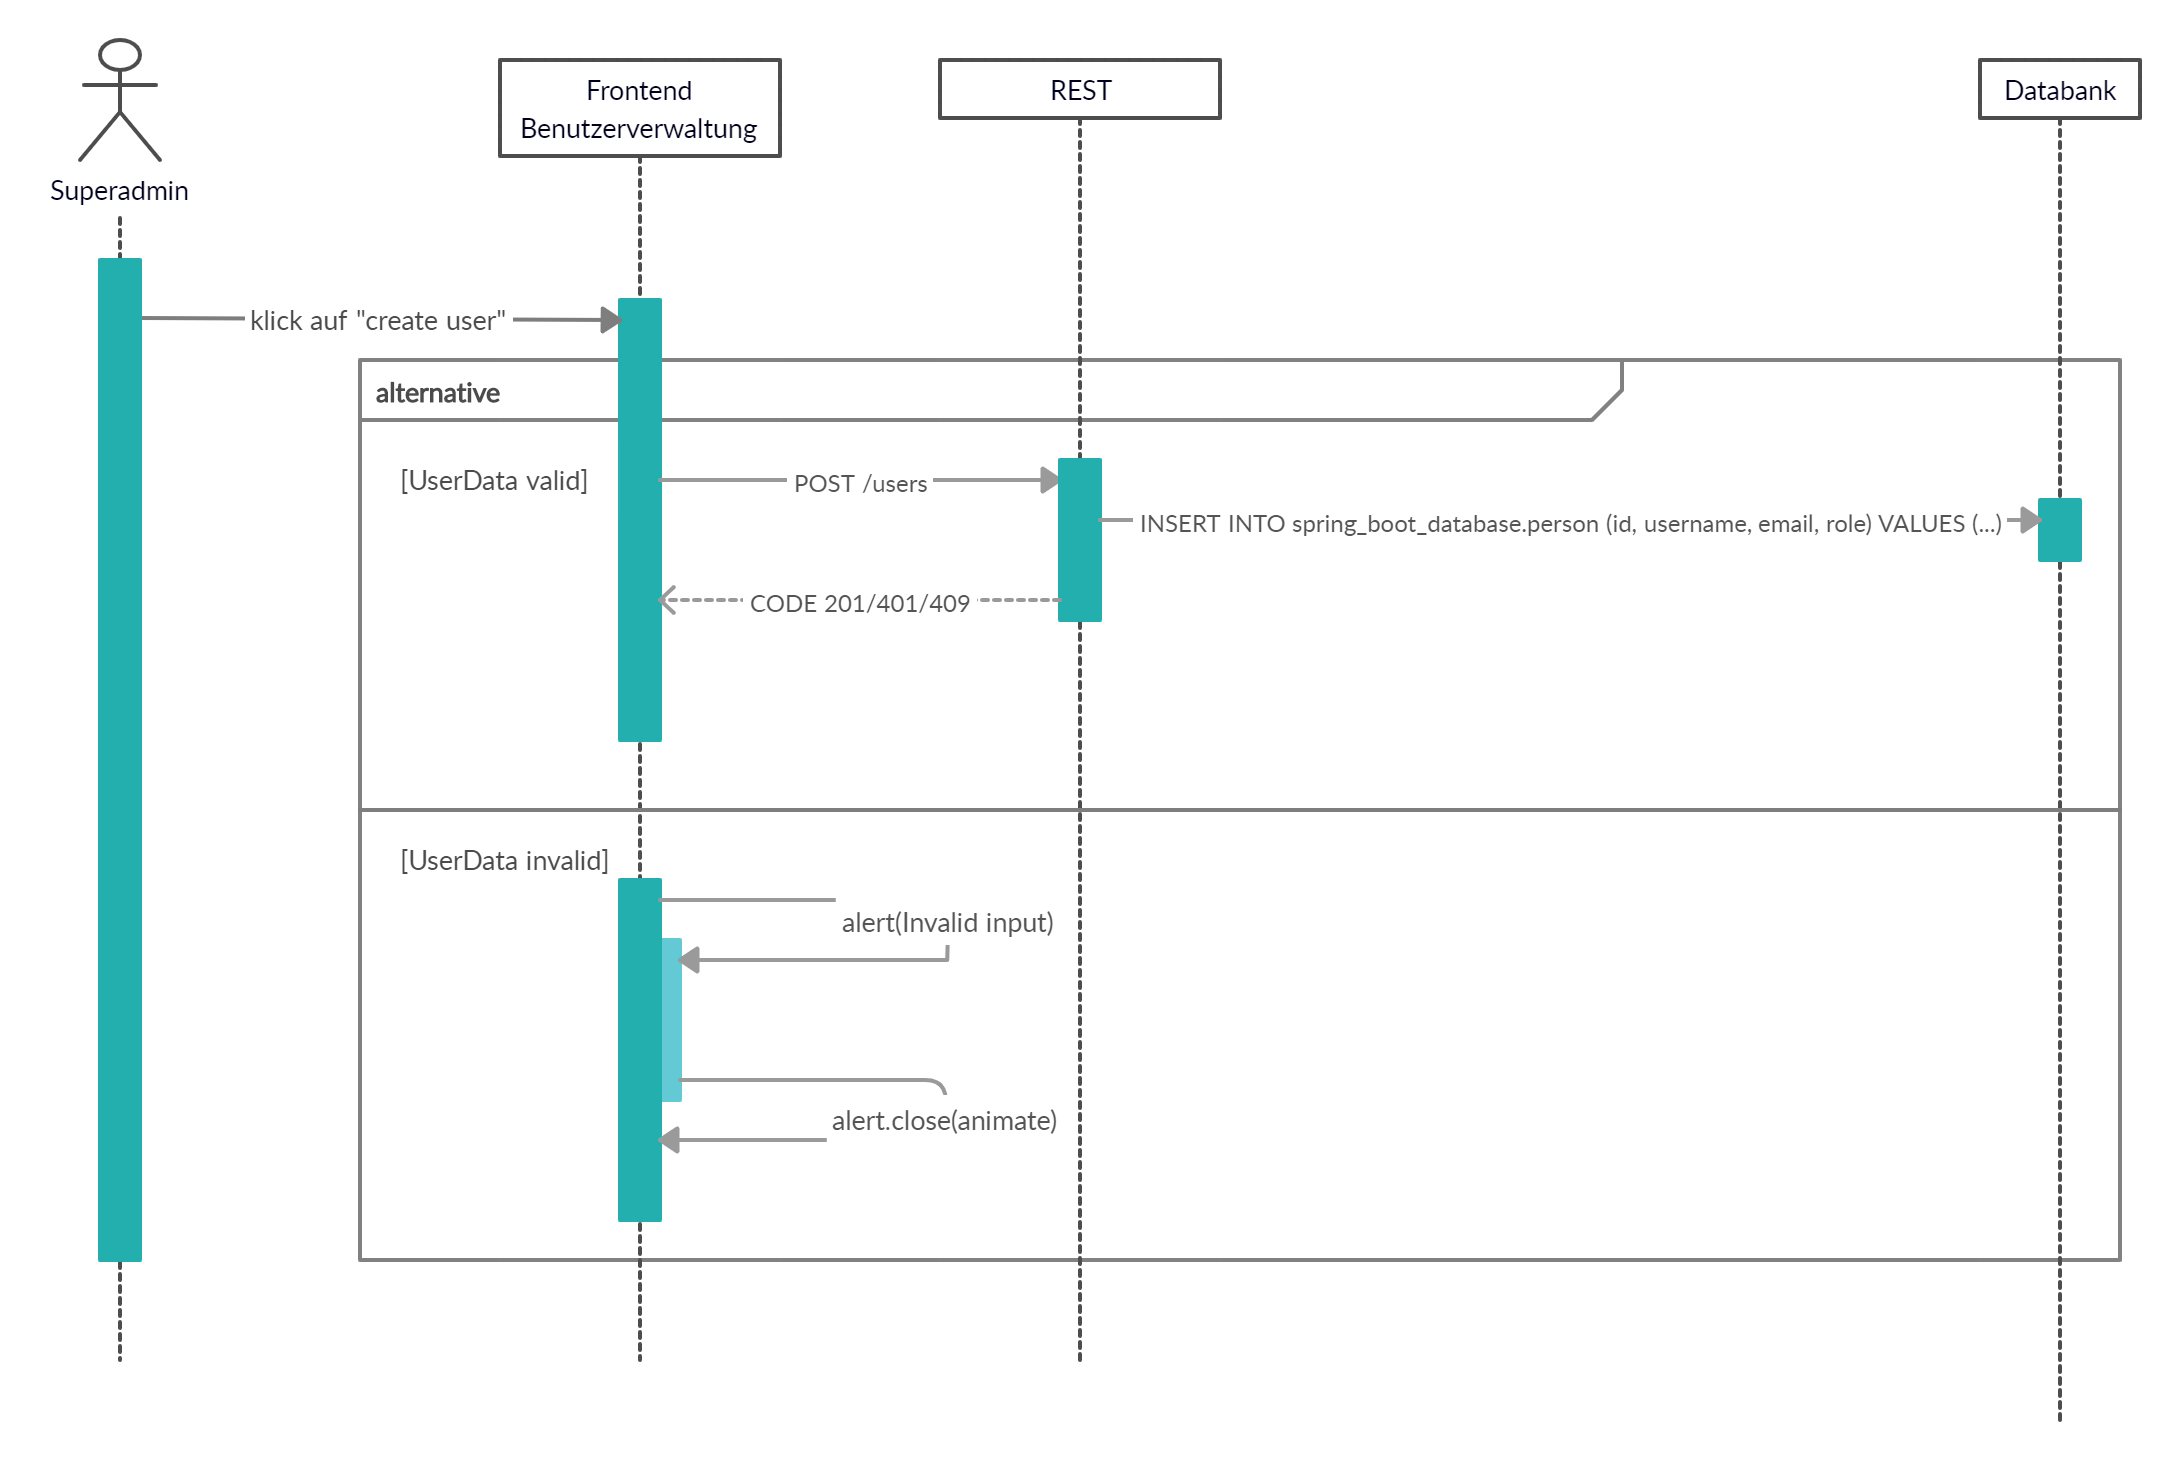 Superadmin
Frontend
Benutzerverwaltung
REST
Databank
klick auf "create user"
alternative
[UserData valid]
POST /users
INSERT INTO spring_boot_database.person (id, username, email, role) VALUES (...)
CODE 201/401/409
[UserData invalid]
alert(Invalid input)
alert.close(animate)